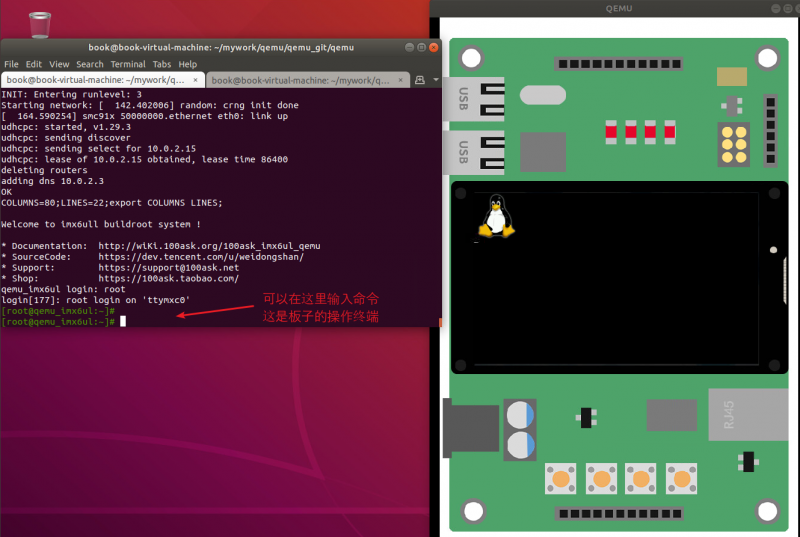 QEMU
book@book-virtual-machine: ~/mywork/qemu/qemu_git/qemu
File Edit View Search Terminal Tabs Help
book@book-virtual-machine: ~/mywork/q... ×
book@book-virtual-machine: ~/mywork/q... ×
INIT: Entering runlevel: 3
Starting network: [  142.402006] random: crng init done
[  164.590254] smc91x 50000000.ethernet eth0: link up
udhcpc: started, v1.29.3
udhcpc: sending discover
udhcpc: sending select for 10.0.2.15
udhcpc: lease of 10.0.2.15 obtained, lease time 86400
deleting routers
adding dns 10.0.2.3
OK
COLUMNS=80;LINES=22;export COLUMNS LINES;
Welcome to imx6ull buildroot system !
* Documentation:  http://wiKi.100ask.org/100ask_imx6ul_qemu
* SourceCode:     https://dev.tencent.com/u/weidongshan/
* Support:        https://support@100ask.net
* Shop:           https://100ask.taobao.com/
qemu_imx6ul login: root
login[177]: root login on 'ttymxc0'
[root@qemu_imx6ul:~]#
[root@qemu_imx6ul:~]#
可以在这里输入命令
这是板子的操作终端
USB
USB
RJ45